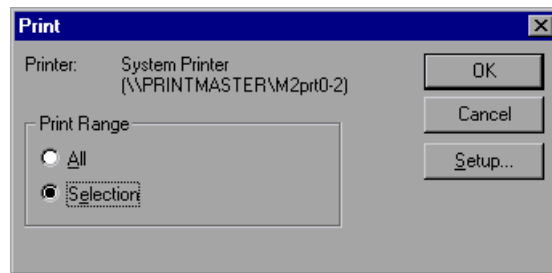 Print
Printer: System Printer
(\\PRINTMASTER\M2prt0-2)
Print Range
All
Selection
OK
Cancel
Setup...